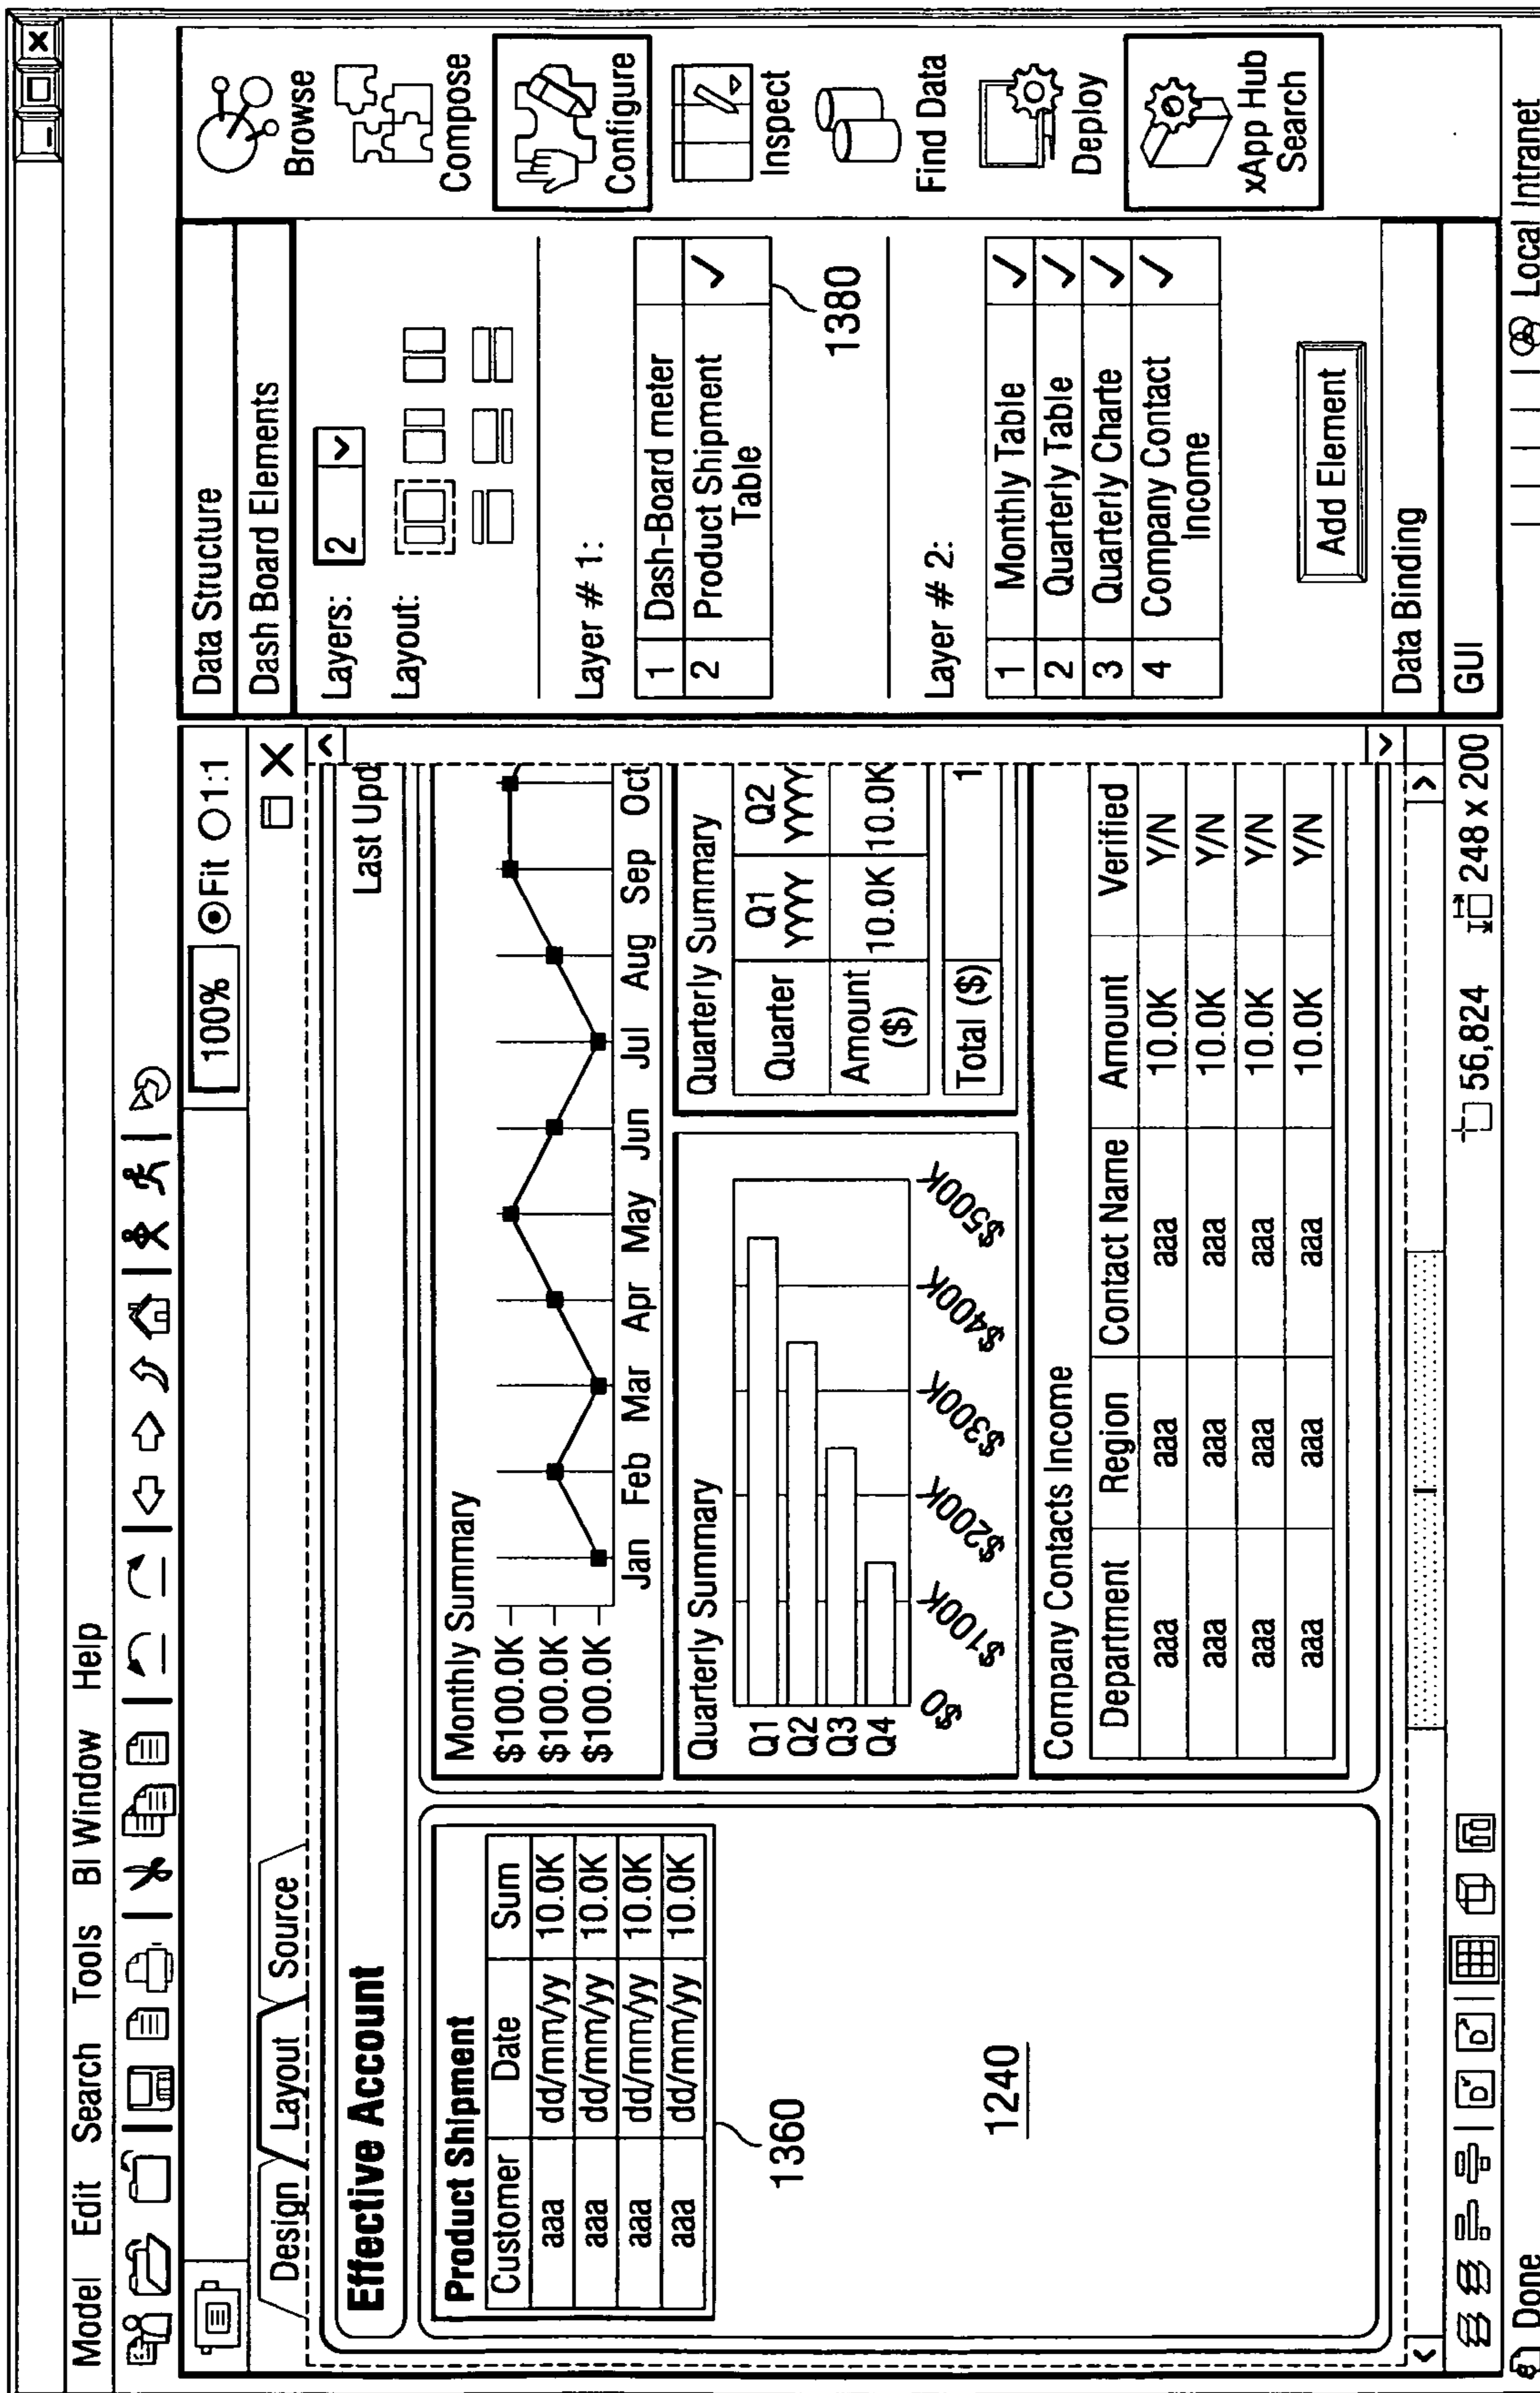 Model Edit Search Tools BI Window Help
100% Fit 1:1
Design Layout Source
Effective Account
Last Upd
Product Shipment
Customer Date Sum
aaa dd/mm/yy 10.0K
aaa dd/mm/yy 10.0K
aaa dd/mm/yy 10.0K
aaa dd/mm/yy 10.0K
1360
1240
Monthly Summary
$100.0K
$100.0K
$100.0K
Jan Feb Mar Apr May Jun Jul Aug Sep Oct
Quarterly Summary
Q1
Q2
Q3
Q4
$0 $100K $200K $300K $400K $500K
Quarterly Summary
Quarter Q1 YYYY Q2 YYYY
Amount ($) 10.0K 10.0K
Total ($) 1
Company Contacts Income
Department Region Contact Name Amount Verified
aaa aaa aaa 10.0K Y/N
aaa aaa aaa 10.0K Y/N
aaa aaa aaa 10.0K Y/N
aaa aaa aaa 10.0K Y/N
56,824 248 x 200
Data Structure
Dash Board Elements
Layers: 2
Layout:
Layer # 1:
1 Dash-Board meter
2 Product Shipment Table
1380
Layer # 2:
1 Monthly Table
2 Quarterly Table
3 Quarterly Charte
4 Company Contact Income
Add Element
Data Binding
GUI
Browse
Compose
Configure
Inspect
Find Data
Deploy
xApp Hub
Search
Done
Local Intranet